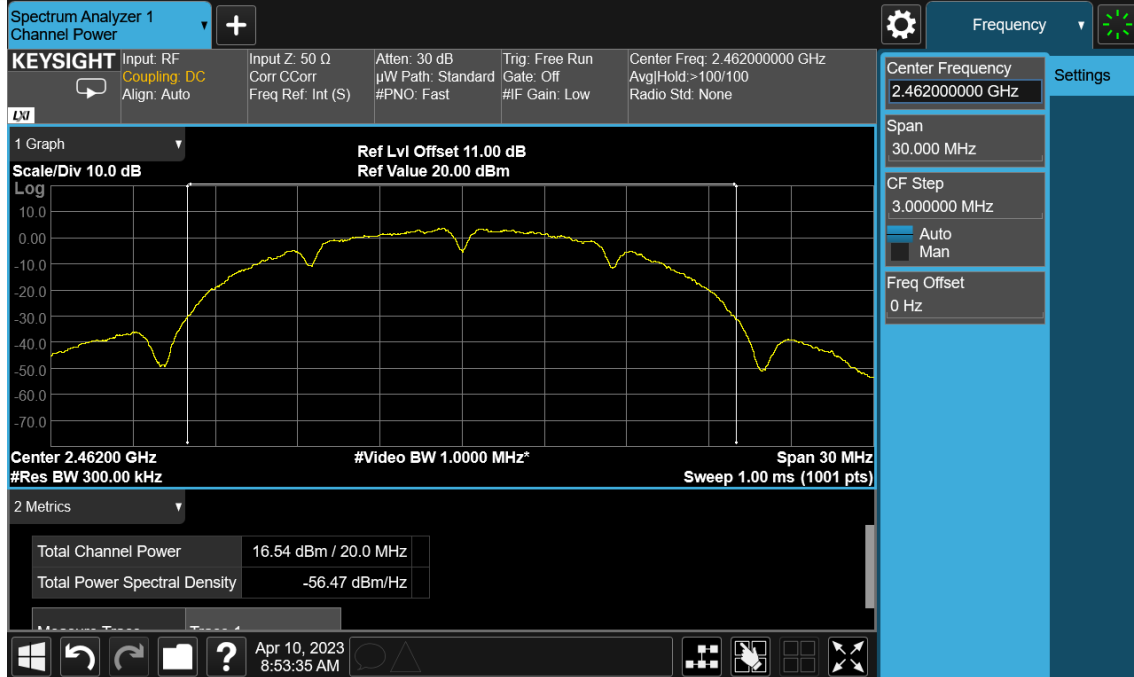 Spectrum Analyzer 1
Channel Power
Frequency
KEYSIGHT
LXI
Input: RF
Coupling: DC
Align: Auto
Input Z: 50 Ω
Corr CCorr
Freq Ref: Int (S)
Atten: 30 dB
µW Path: Standard
#PNO: Fast
Trig: Free Run
Gate: Off
#IF Gain: Low
Center Freq: 2.462000000 GHz
Avg|Hold:>100/100
Radio Std: None
Center Frequency
2.462000000 GHz
Settings
Span
30.000 MHz
CF Step
3.000000 MHz
Auto
Man
Freq Offset
0 Hz
1 Graph
Scale/Div 10.0 dB
Ref Lvl Offset 11.00 dB
Ref Value 20.00 dBm
Log
10.0
0.00
-10.0
-20.0
-30.0
-40.0
-50.0
-60.0
-70.0
Center 2.46200 GHz
#Video BW 1.0000 MHz*
Span 30 MHz
#Res BW 300.00 kHz
Sweep 1.00 ms (1001 pts)
2 Metrics
Total Channel Power 16.54 dBm / 20.0 MHz
Total Power Spectral Density -56.47 dBm/Hz
?
Apr 10, 2023
8:53:35 AM